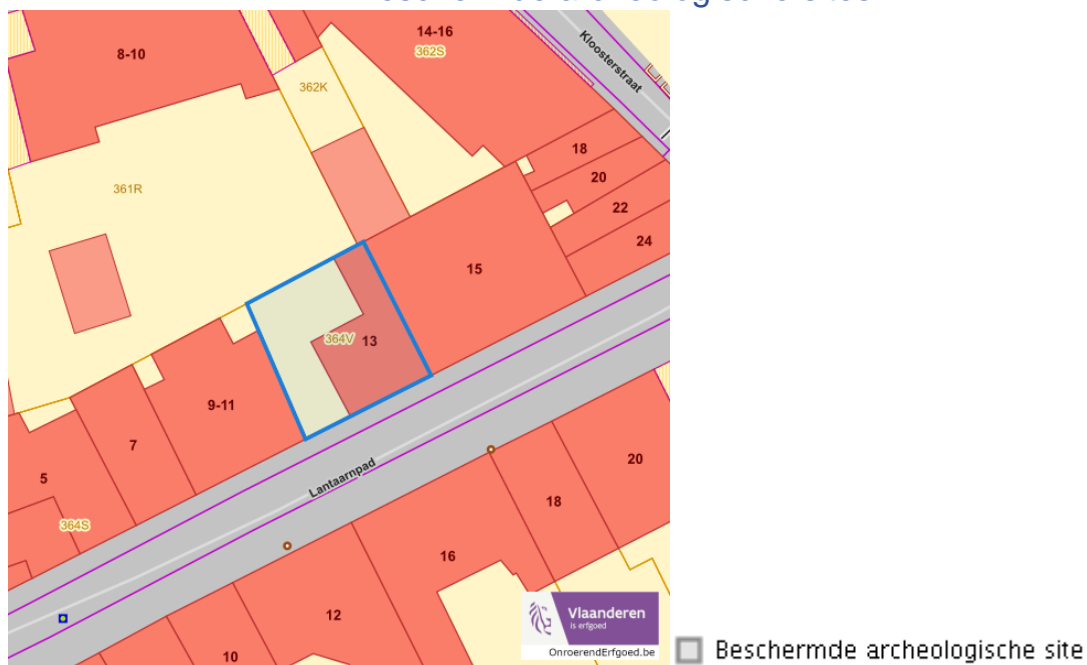 8-10
14-16
362S
Kloosterstraat
362K
18
20
361R
22
24
15
364V
13
9-11
7
5
Lantaarnpad
20
18
364S
16
12
10
Vlaanderen
is erfgoed
OnroerendErfgoed.be
Beschermde archeologische site